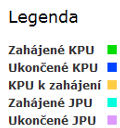 Legenda
Zahájené KPU
Ukončené KPU
KPU k zahájení
Zahájené JPU
Ukončené JPU